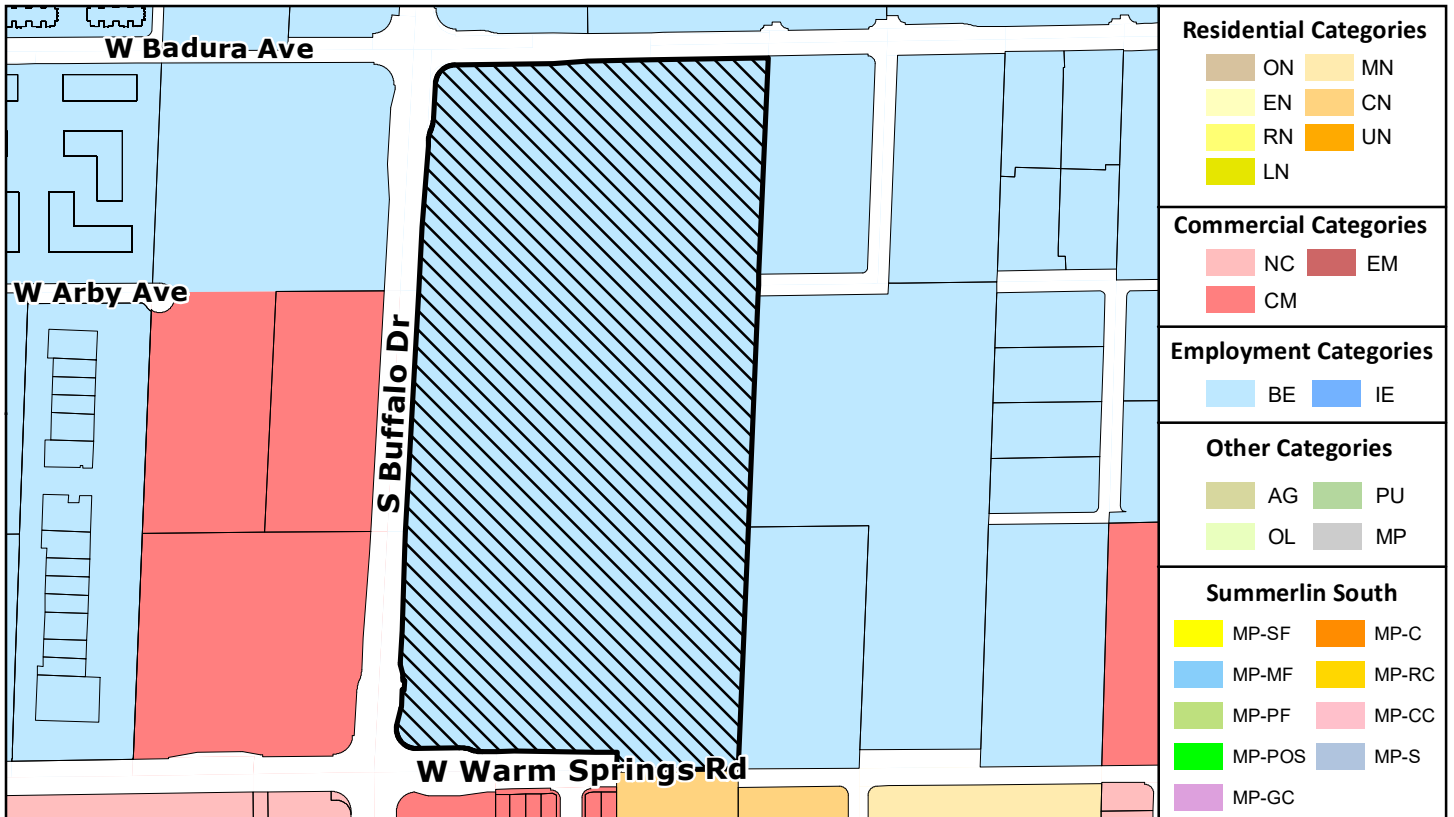 W Badura Ave
W Arby Ave
S Buffalo Dr
W Warm Springs Rd
Residential Categories
ON MN
EN CN
RN UN
LN
Commercial Categories
NC EM
CM
Employment Categories
BE IE
Other Categories
AG PU
OL MP
Summerlin South
MP-SF MP-C
MP-MF MP-RC
MP-PF MP-CC
MP-POS MP-S
MP-GC